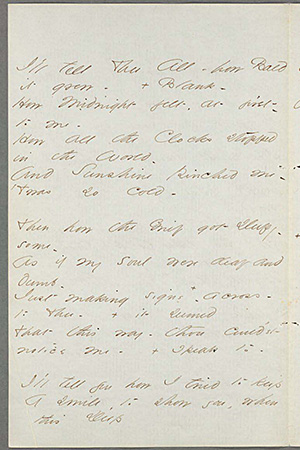 I'll tell Thee All - how Bald
it grew - + Blank -
How Midnight felt, at first -
to me -
How all the Clocks stopped
in the World -
And Sunshine pinched me -
'Twas so cold -
Then how the Grief got sleepy -
some -
As if my soul were deaf and
dumb -
Just making signs - across -
to Thee - + it seemed
That this way - thou could'st
notice me - + speak to -
I'll tell you how I tried to keep
A smile, to show you, when
this Deep